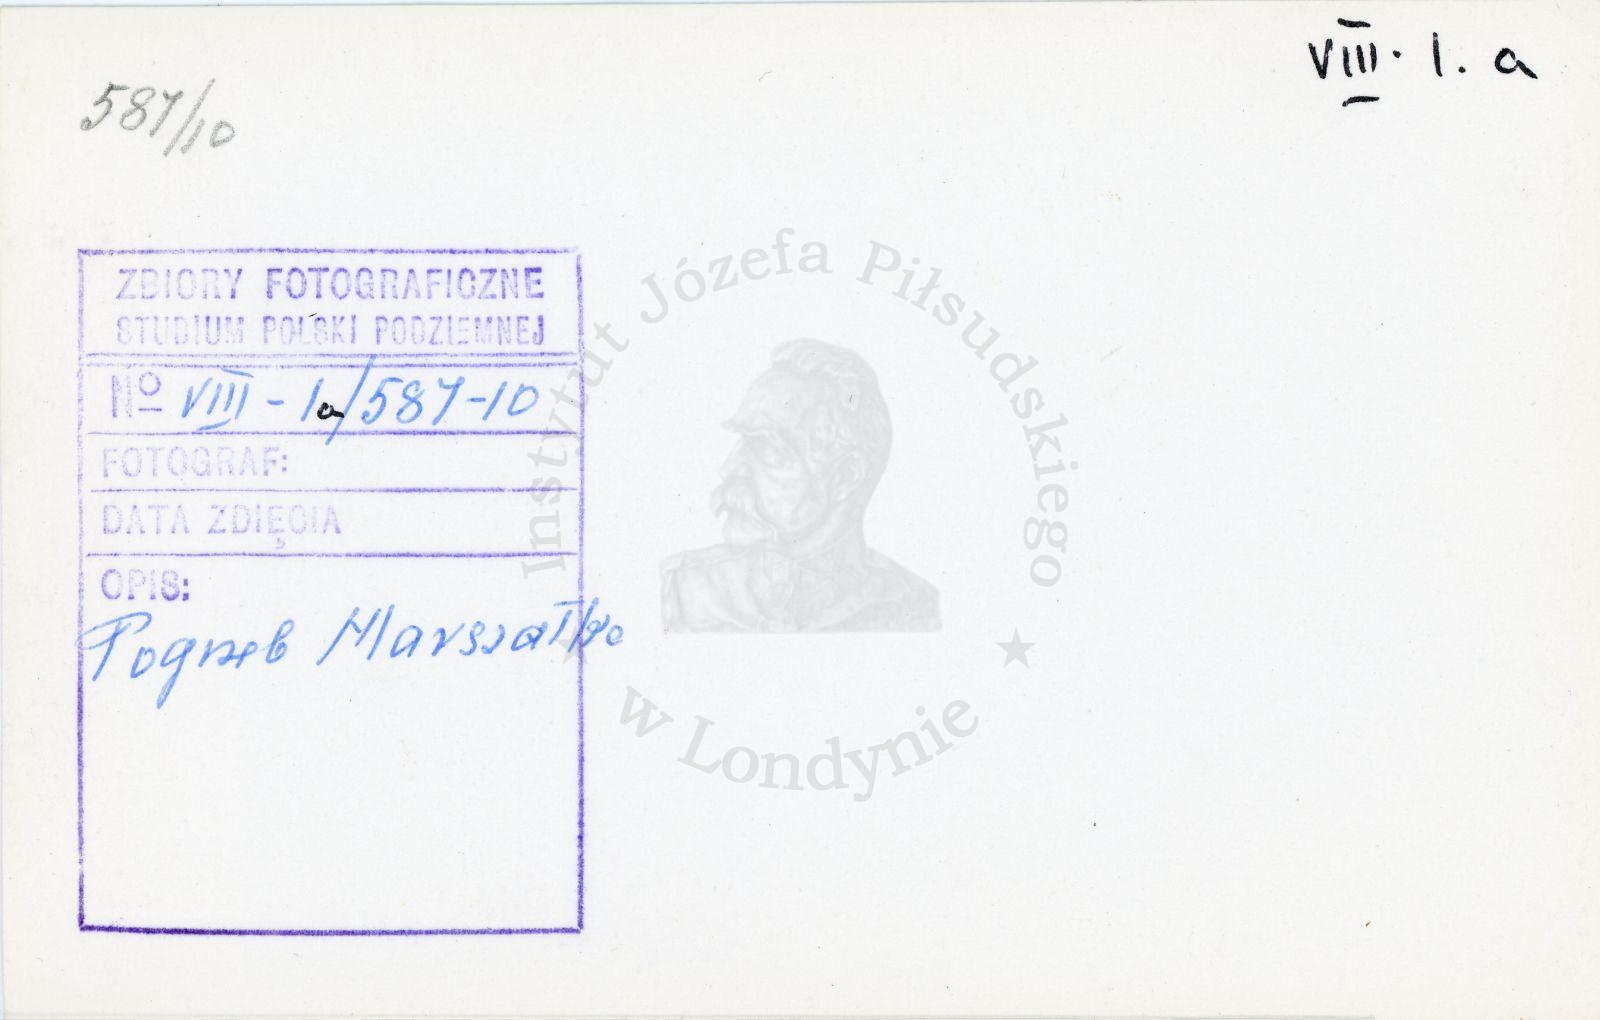 VIII. 1. a
587/10
ZBIORY FOTOGRAFICZNE
STUDIUM POLSKI PODZIEMNEJ
No VIII - 1a/587-10
FOTOGRAF:
DATA ZDIĘCIA
OPIS:
Pogrzeb Marszałka
Instytut Józefa Piłsudskiego
w Londynie